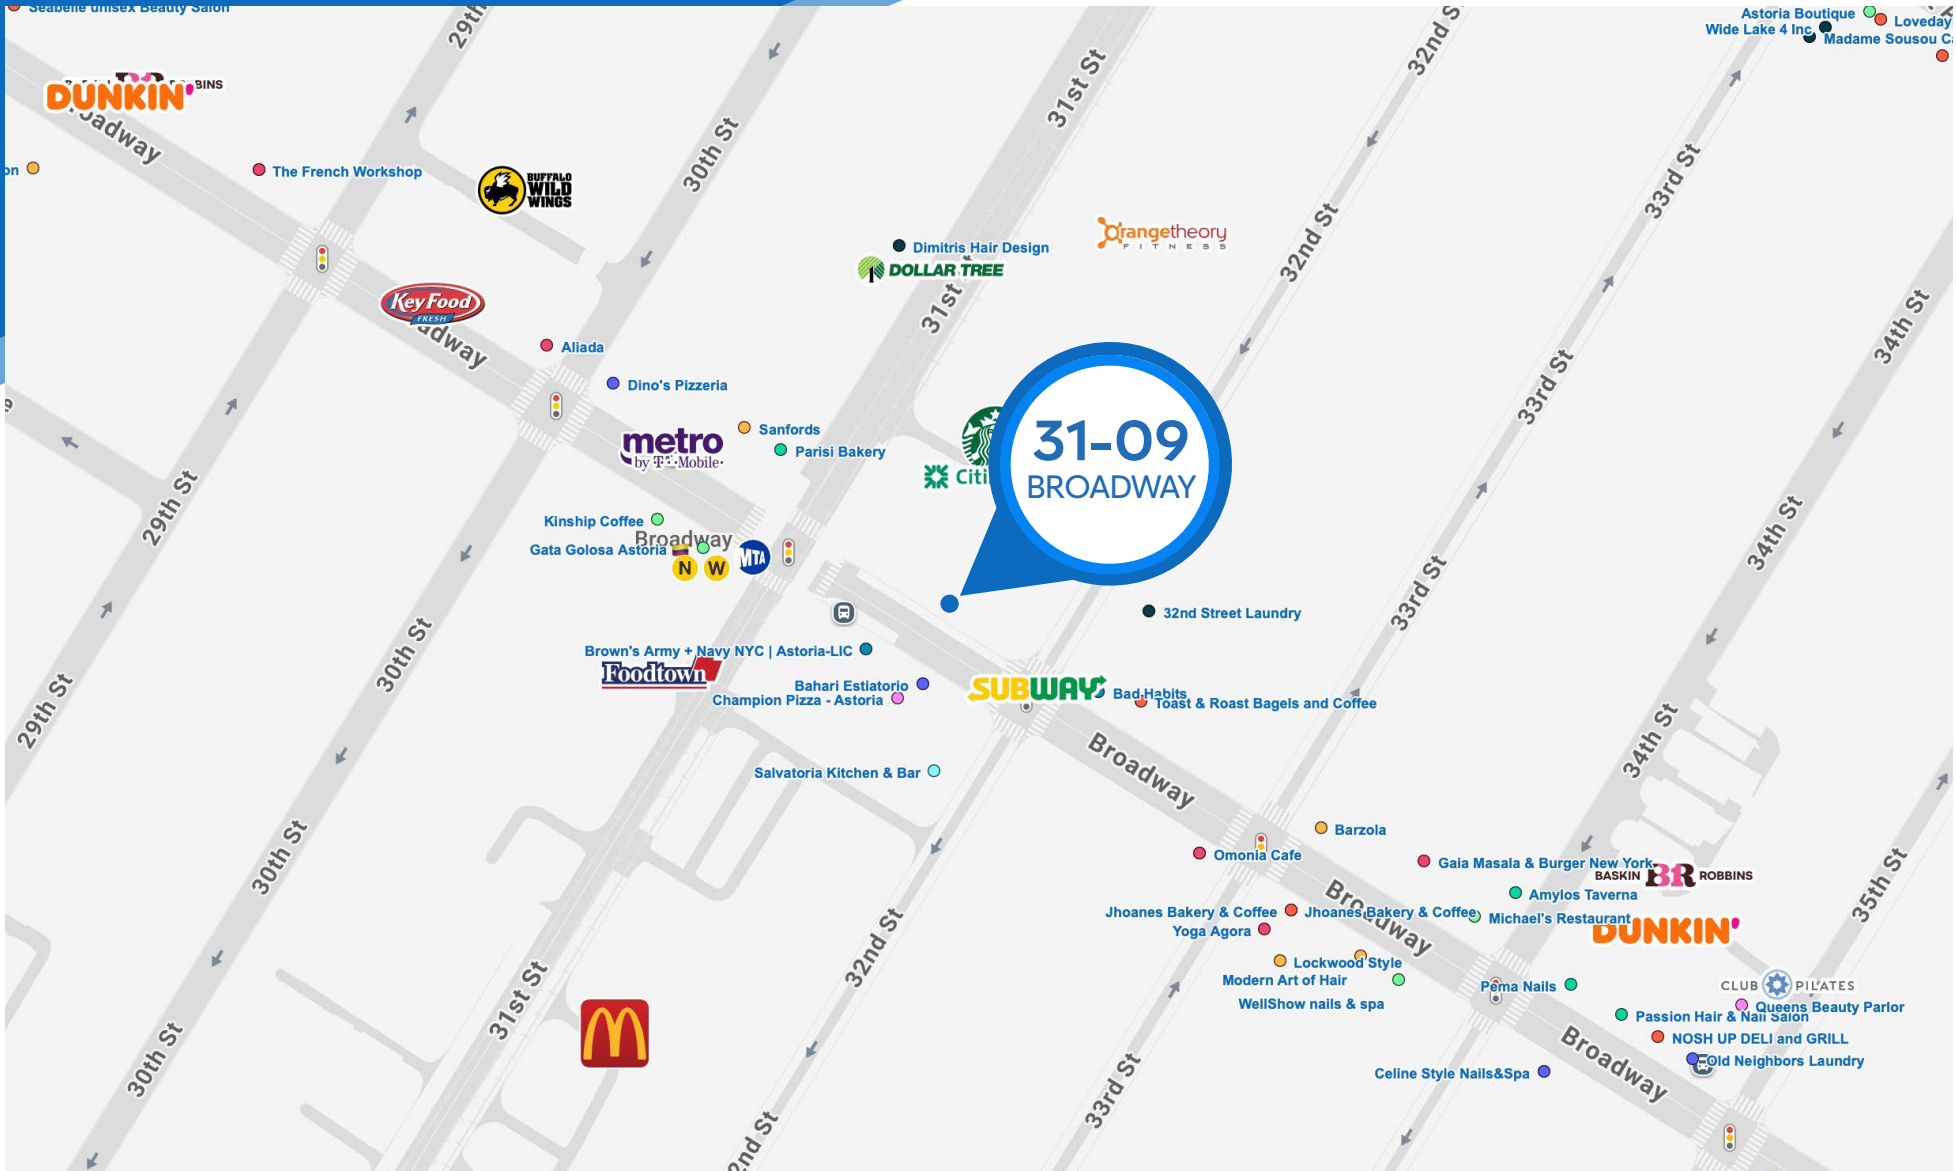 Seabelle unisex Beauty Salon
29th
32nd S
Astoria Boutique
Loveday
Wide Lake 4 Inc
Madame Sousou Ca
BINS
DUNKIN'
oadway
31st St
30th St
The French Workshop
on
BUFFALO
WILD
WINGS
33rd St
Dimitris Hair Design
DOLLAR TREE
orangetheory
FITNESS
32nd St
31st
KeyFood
FRESH
adway
Aliada
Dino's Pizzeria
34th St
33rd St
metro
by T-Mobile
Sanfords
Parisi Bakery
Citi
31-09
BROADWAY
29th St
Kinship Coffee
Broadway
Gata Golosa Astoria
N
W
MTA
34th St
33rd St
32nd Street Laundry
30th St
Brown's Army + Navy NYC | Astoria-LIC
Foodtown
Bahari Estiatorio
Champion Pizza - Astoria
SUBWAY
Bad Habits
Toast & Roast Bagels and Coffee
29th St
34th St
Broadway
Salvatoria Kitchen & Bar
30th St
Barzola
Omonia Cafe
Gaia Masala & Burger New York
BASKIN BR ROBBINS
Amylos Taverna
35th St
Jhoanes Bakery & Coffee
Jhoanes Bakery & Coffee
Broadway
Michael's Restaurant
DUNKIN'
Yoga Agora
32nd St
Lockwood Style
Modern Art of Hair
WellShow nails & spa
Pema Nails
CLUB PILATES
Queens Beauty Parlor
Passion Hair & Nail Salon
31st St
NOSH UP DELI and GRILL
Old Neighbors Laundry
30th St
Celine Style Nails&Spa
33rd St
Broadway
2nd St